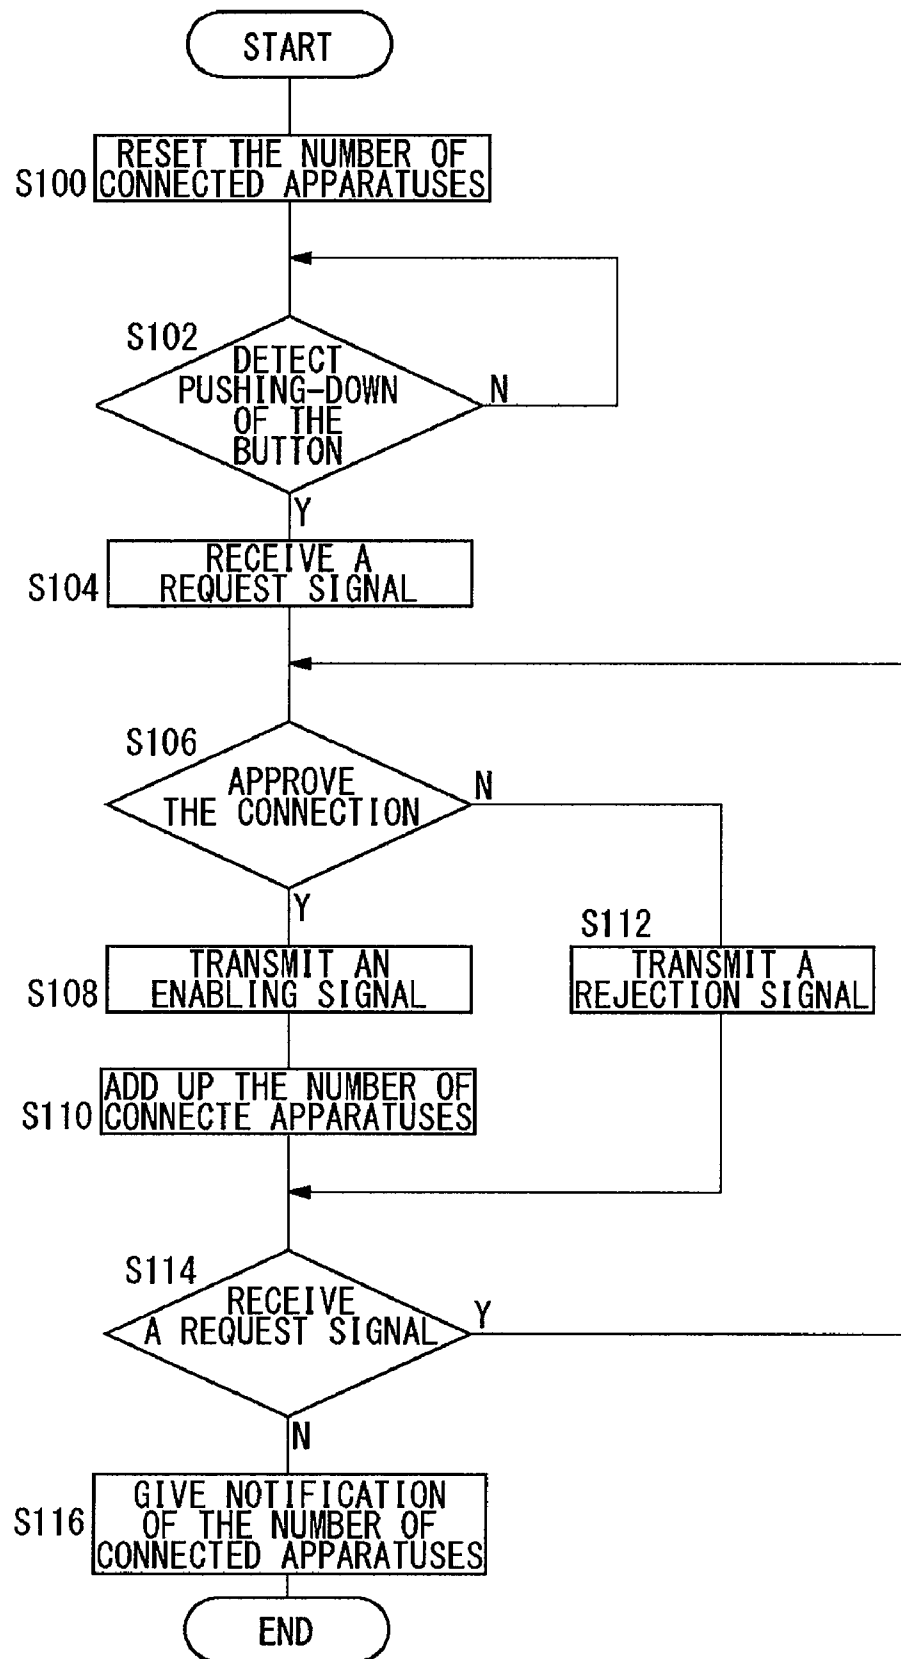 START
RESET THE NUMBER OF
S100
CONNECTED APPARATUSES
S102
DETECT
PUSHING-DOWN
OF THE
BUTTON
N
Y
RECEIVE A
S104
REQUEST SIGNAL
S106
APPROVE
THE CONNECTION
N
Y
S112
TRANSMIT AN
S108
ENABLING SIGNAL
TRANSMIT A
REJECTION SIGNAL
ADD UP THE NUMBER OF
S110
CONNECTE APPARATUSES
S114
RECEIVE
A REQUEST SIGNAL
Y
N
GIVE NOTIFICATION
S116
OF THE NUMBER OF
CONNECTED APPARATUSES
END